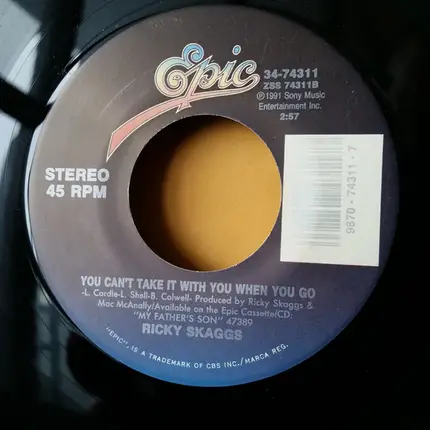 Epic
34-74311
ZSS 74311B
℗1991 Sony Music
Entertainment Inc.
2:57
STEREO
45 RPM
9870-74311-7
YOU CAN'T TAKE IT WITH YOU WHEN YOU GO
-L. Cordle-L. Shell-B. Colwell- Produced by Ricky Skaggs &
Mac McAnally/Available on the Epic Cassette/CD:
"MY FATHER'S SON" 47389
RICKY SKAGGS
"EPIC" IS A TRADEMARK OF CBS INC./MARCA REG.